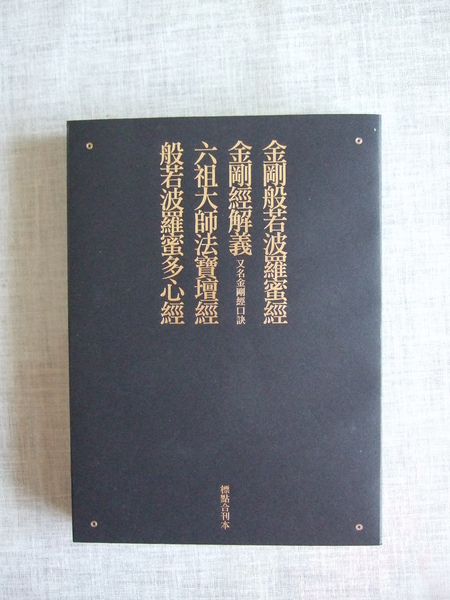 金剛般若波羅蜜經
金剛經解義 又名金剛經口訣
六祖大師法寶壇經
般若波羅蜜多心經
標點合刊本